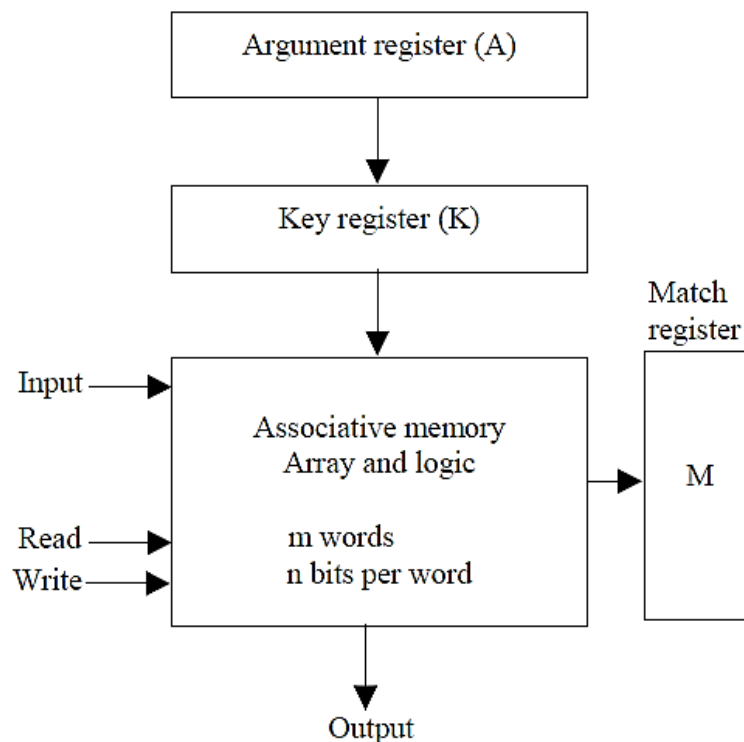 Argument register (A)
Key register (K)
Match
register
Input
Associative memory
Array and logic
M
Read
m words
Write
n bits per word
Output